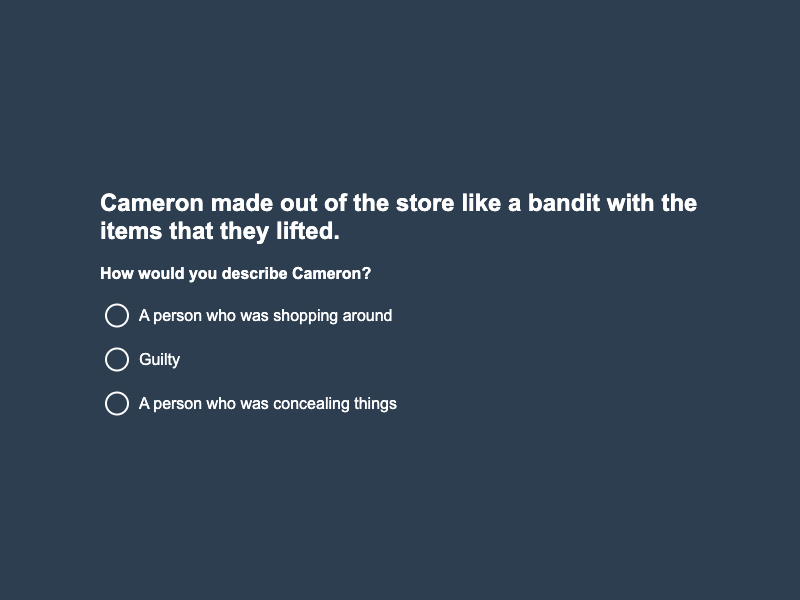 Cameron made out of the store like a bandit with the
items that they lifted.
How would you describe Cameron?
A person who was shopping around
Guilty
A person who was concealing things